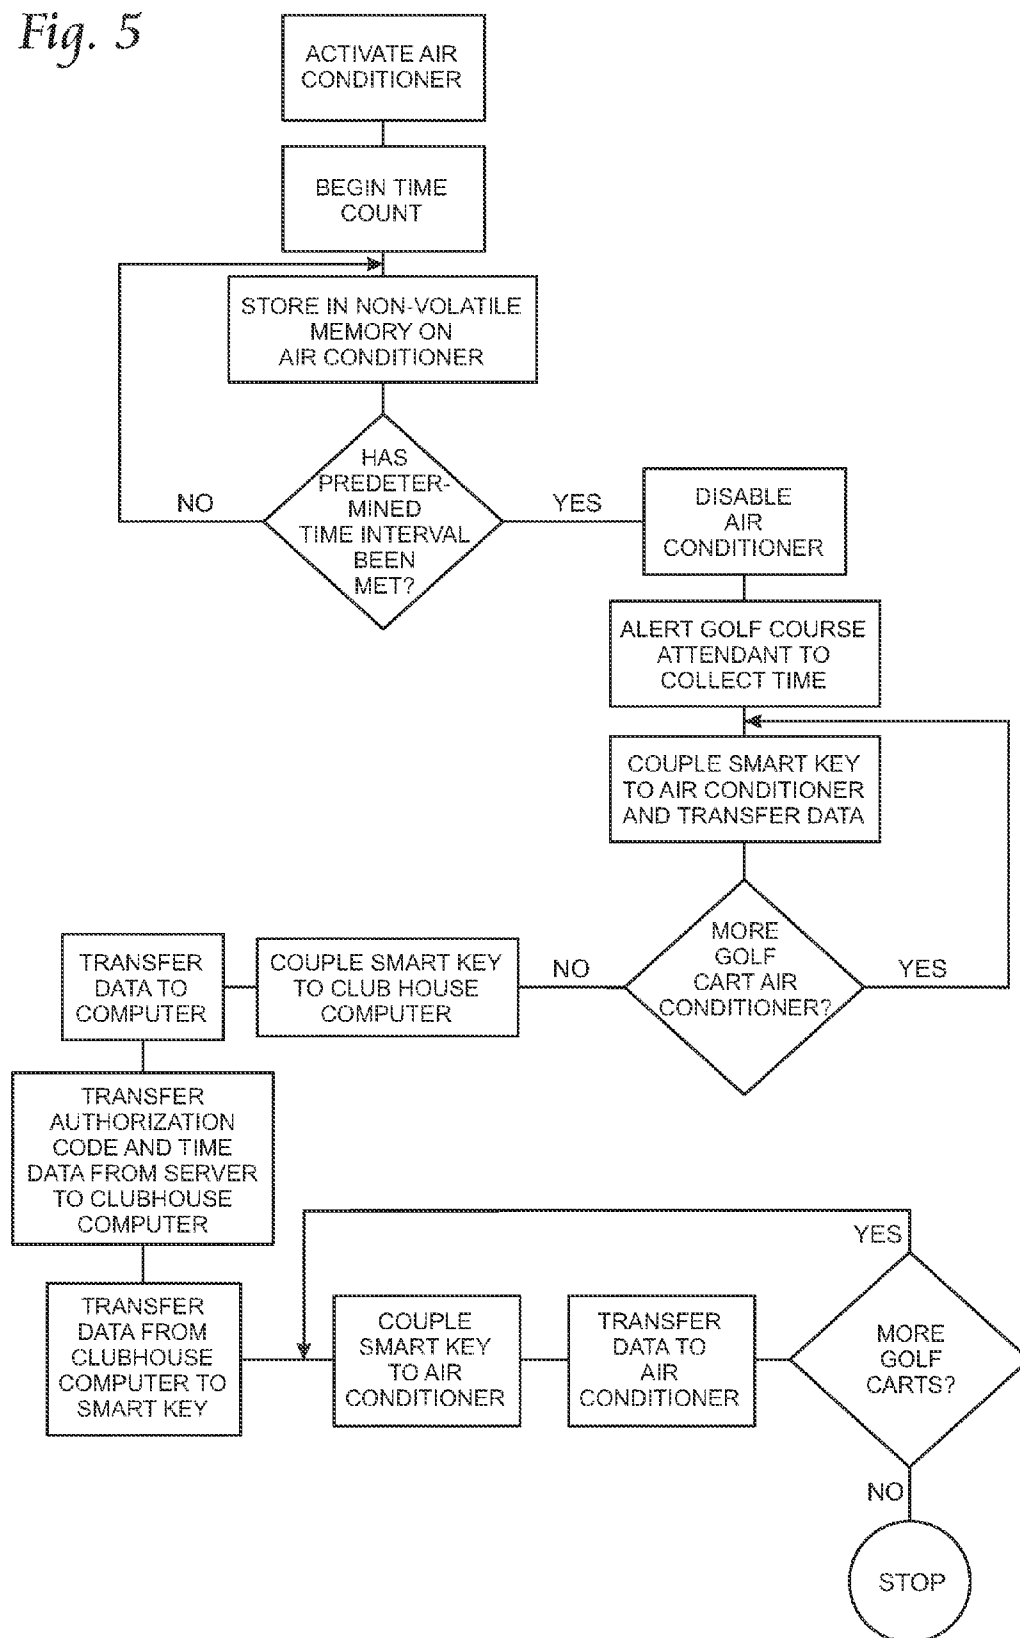 Fig. 5
ACTIVATE AIR
CONDITIONER
BEGIN TIME
COUNT
STORE IN NON-VOLATILE
MEMORY ON
AIR CONDITIONER
HAS
PREDETER-
MINED
TIME INTERVAL
BEEN
MET?
NO
YES
DISABLE
AIR
CONDITIONER
ALERT GOLF COURSE
ATTENDANT TO
COLLECT TIME
COUPLE SMART KEY
TO AIR CONDITIONER
AND TRANSFER DATA
MORE
GOLF
CART AIR
CONDITIONER?
YES
NO
COUPLE SMART KEY
TO CLUB HOUSE
COMPUTER
TRANSFER
DATA TO
COMPUTER
TRANSFER
AUTHORIZATION
CODE AND TIME
DATA FROM SERVER
TO CLUBHOUSE
COMPUTER
TRANSFER
DATA FROM
CLUBHOUSE
COMPUTER TO
SMART KEY
COUPLE
SMART KEY
TO AIR
CONDITIONER
TRANSFER
DATA TO
AIR
CONDITIONER
MORE
GOLF
CARTS?
YES
NO
STOP